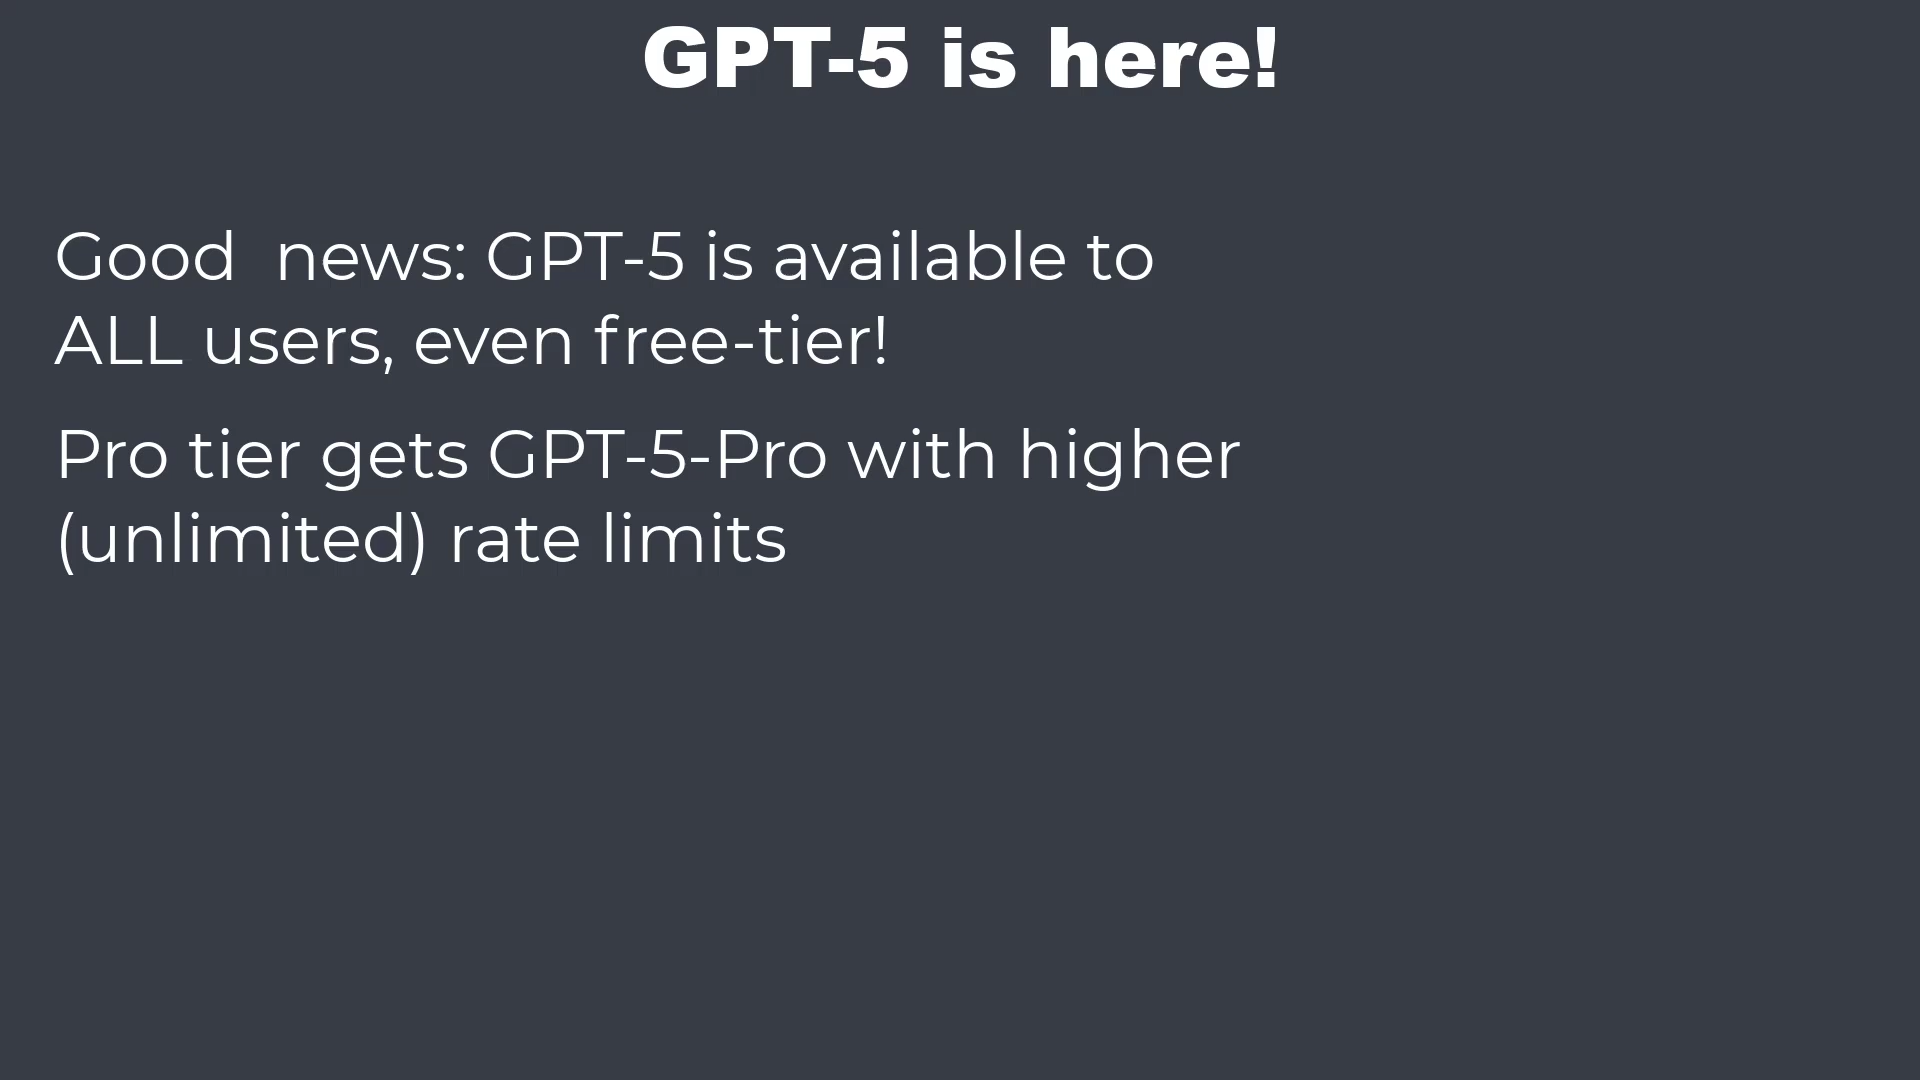 GPT-5 is here!
Good  news: GPT-5 is available to
ALL users, even free-tier!
Pro tier gets GPT-5-Pro with higher
(unlimited) rate limits